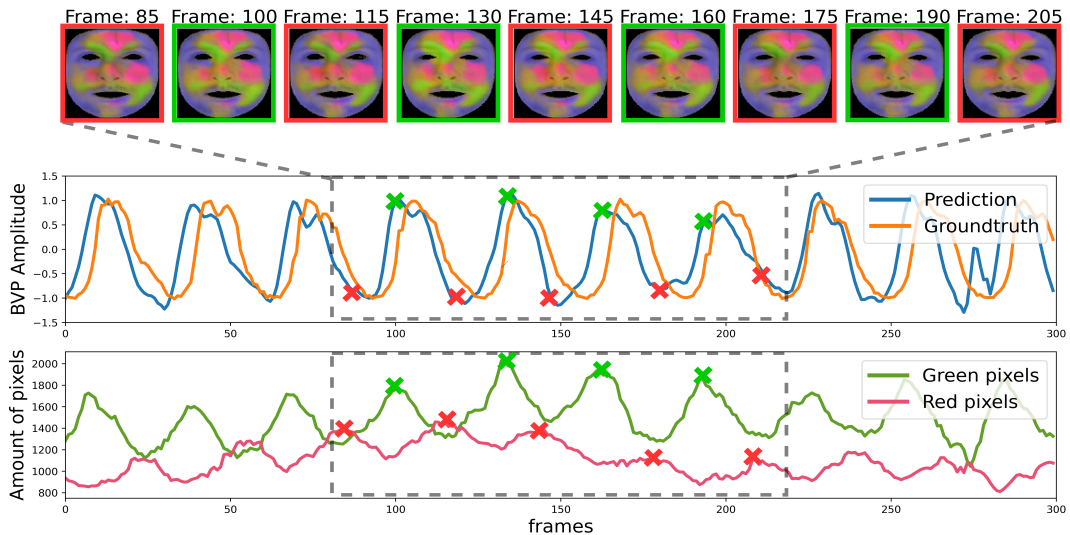 Frame: 85 Frame: 100 Frame: 115 Frame: 130 Frame: 145 Frame: 160 Frame: 175 Frame: 190 Frame: 205
BVP Amplitude
1.5
1.0
0.5
0.0
−0.5
−1.0
−1.5
Prediction
Groundtruth
0 50 100 150 200 250 300
Amount of pixels
2000
1800
1600
1400
1200
1000
800
Green pixels
Red pixels
0 50 100 150 200 250 300
frames